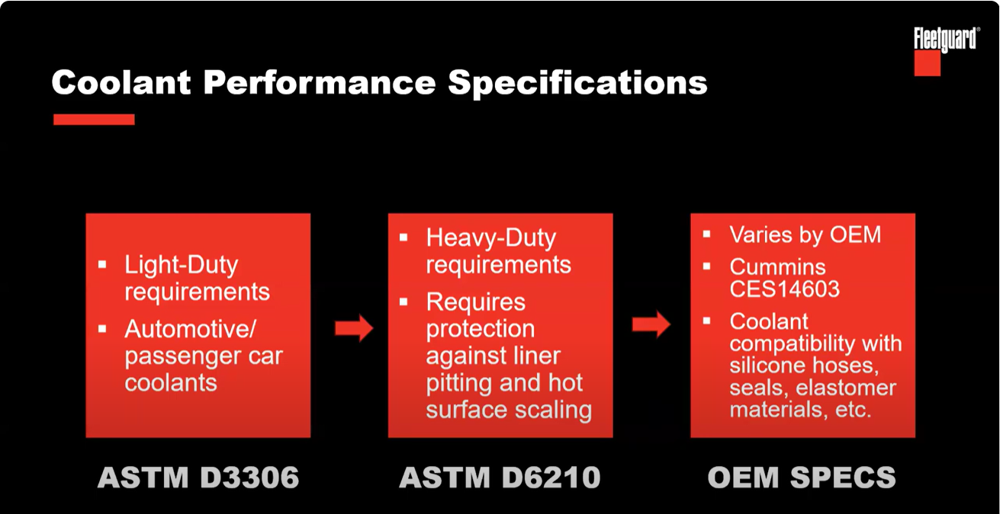 Fleetguard®
Coolant Performance Specifications
▪ Light-Duty
requirements
▪ Automotive/
passenger car
coolants
ASTM D3306
▪ Heavy-Duty
requirements
▪ Requires
protection
against liner
pitting and hot
surface scaling
ASTM D6210
▪ Varies by OEM
▪ Cummins
CES14603
▪ Coolant
compatibility with
silicone hoses,
seals, elastomer
materials, etc.
OEM SPECS